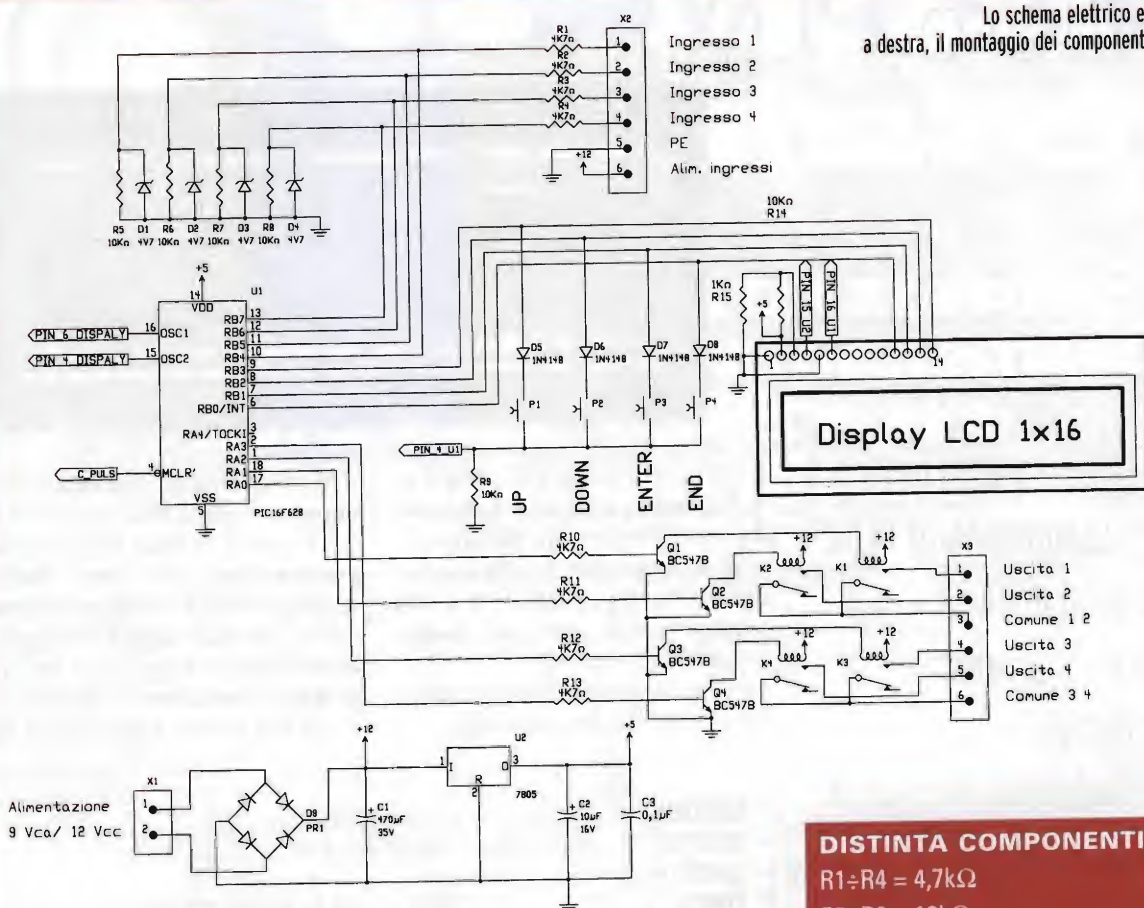 Lo schema elettrico e
a destra, il montaggio dei component
X2
R1
4K7Ω
1
Ingresso 1
R2
4K7Ω
2
Ingresso 2
R3
4K7Ω
3
Ingresso 3
R4
4K7Ω
4
Ingresso 4
5
PE
+12
6
Alim. ingressi
R5 D1 R6 D2 R7 D3 R8 D4
10KΩ 4V7 10KΩ 4V7 10KΩ 4V7 10KΩ 4V7
10KΩ
R14
+5
U1
14
VDD
PIN_6_DISPALY
16
OSC1
PIN_4_DISPALY
15
OSC2
RB7 13
RB6 12
RB5 11
RB4 10
RB3 9
RB2 8
RB1 7
RB0/INT 6
RA4/TOCKI 3
RA3 2
RA2 1
RA1 18
RA0 17
C_PULS
4
MCLR'
VSS
5
PIC16F628
D5
1N4148
D6
1N4148
D7
1N4148
D8
1N4148
P1
P2
P3
P4
PIN_4_U1
R9
10KΩ
UP
DOWN
ENTER
END
1KΩ
R15
+5
PIN 15 U2
PIN 16 U1
1
14
Display LCD 1x16
R10
4K7Ω
Q1
BC547B
R11
4K7Ω
Q2
BC547B
R12
4K7Ω
Q3
BC547B
R13
4K7Ω
Q4
BC547B
+12
+12
K2
K1
+12
+12
K4
K3
X3
1
Uscita 1
2
Uscita 2
3
Comune 1 2
4
Uscita 3
5
Uscita 4
6
Comune 3 4
Alimentazione
9 Vca/ 12 Vcc
X1
1
2
D8
PR1
+12
C1
470µF
35V
U2
1
I
R
2
3
7805
+5
C2
10µF
16V
C3
0,1µF
DISTINTA COMPONENTI
R1÷R4 = 4,7kΩ